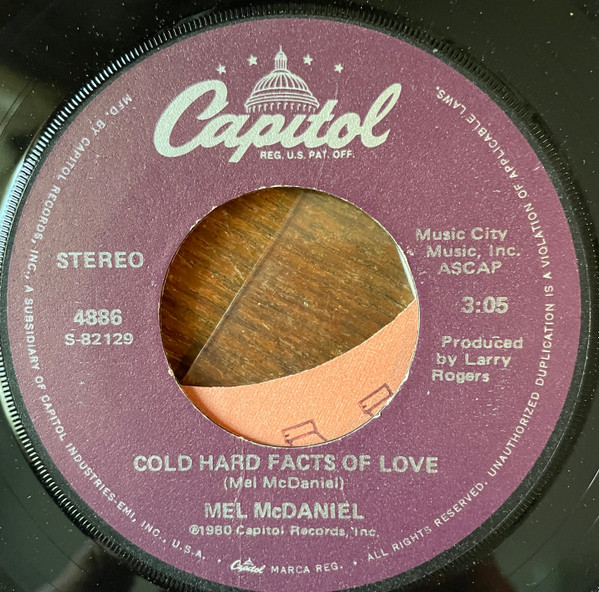 Capitol
REG. U.S. PAT. OFF.
STEREO
4886
S-82129
Music City
Music, Inc.
ASCAP
3:05
Produced
by Larry
Rogers
COLD HARD FACTS OF LOVE
(Mel McDaniel)
MEL McDANIEL
℗1980 Capitol Records, Inc.
MFD. BY CAPITOL RECORDS, INC., A SUBSIDIARY OF CAPITOL INDUSTRIES-EMI, INC., U.S.A. • Capitol MARCA REG. • ALL RIGHTS RESERVED. UNAUTHORIZED DUPLICATION IS A VIOLATION OF APPLICABLE LAWS.